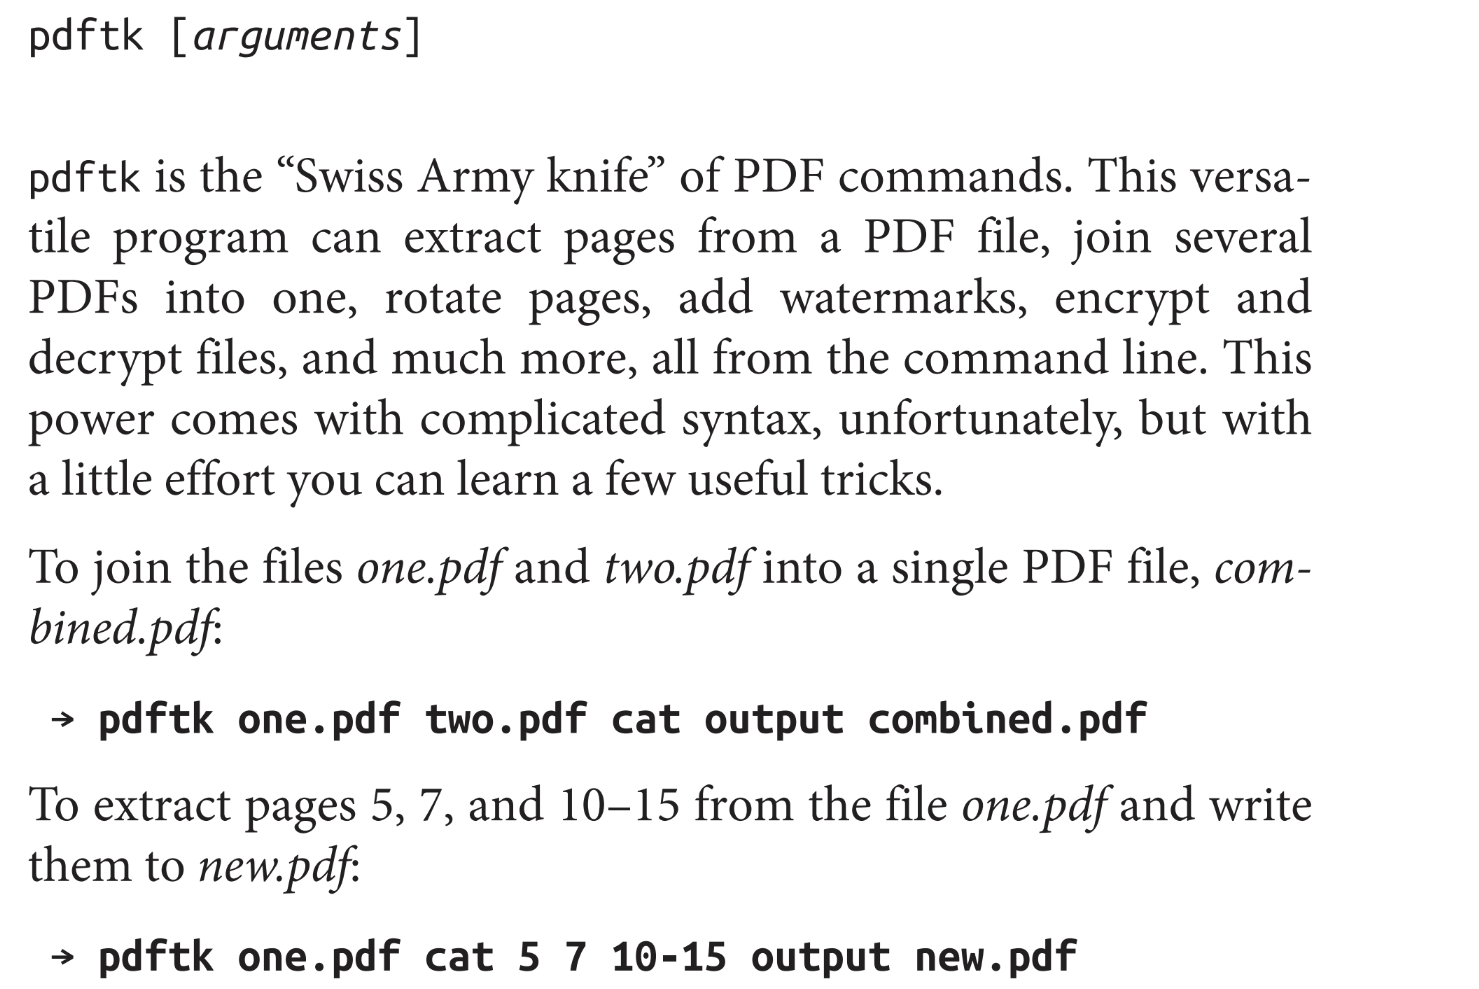 pdftk [arguments]
pdftk is the “Swiss Army knife” of PDF commands. This versa-
tile program can extract pages from a PDF file, join several
PDFs into one, rotate pages, add watermarks, encrypt and
decrypt files, and much more, all from the command line. This
power comes with complicated syntax, unfortunately, but with
a little effort you can learn a few useful tricks.
To join the files one.pdf and two.pdf into a single PDF file, com-
bined.pdf:
→ pdftk one.pdf two.pdf cat output combined.pdf
To extract pages 5, 7, and 10–15 from the file one.pdf and write
them to new.pdf:
→ pdftk one.pdf cat 5 7 10-15 output new.pdf